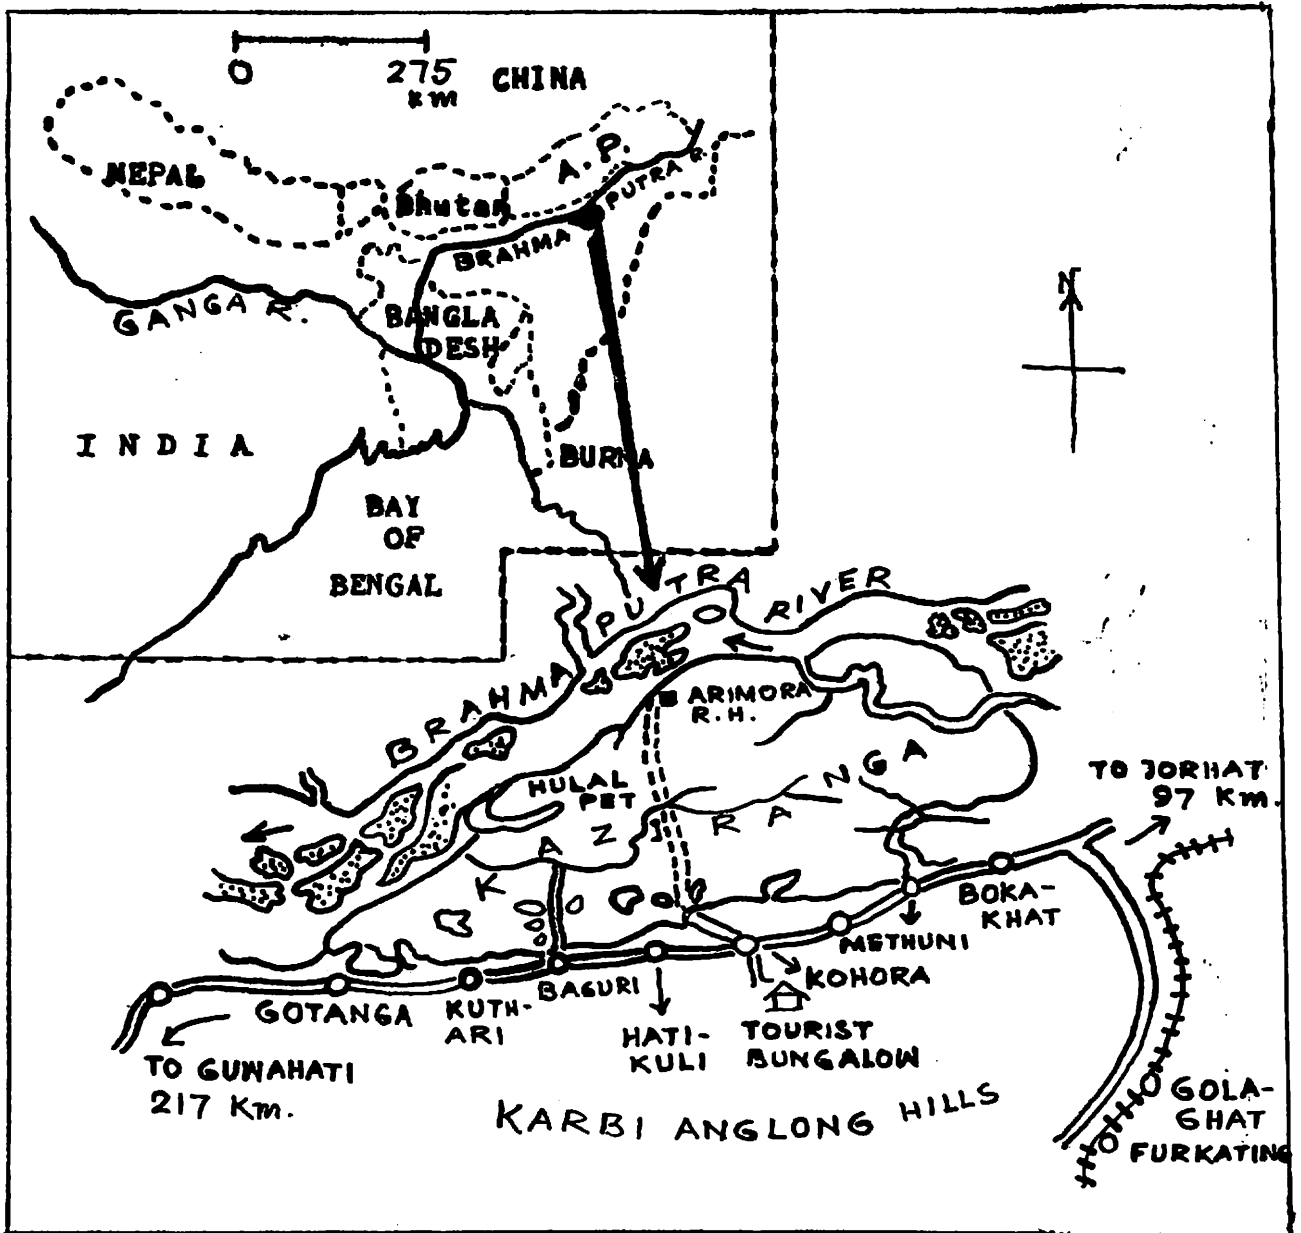 0 275
km
CHINA
NEPAL
Bhutan
A.P.
BRAHMA
PUTRA R.
GANGA R.
BANGLA
DESH
INDIA
BURMA
BAY
OF
BENGAL
N
BRAHMA PUTRA RIVER
ARIMORA
R.H.
HULAL
PET
KAZ RANGA
TO JORHAT
97 Km.
BOKA-
KHAT
METHUNI
KOHORA
BAGURI
KUTH-
ARI
GOTANGA
HATI-
KULI
TOURIST
BUNGALOW
TO GUWAHATI
217 Km.
KARBI ANGLONG HILLS
GOLA-
GHAT
FURKATING